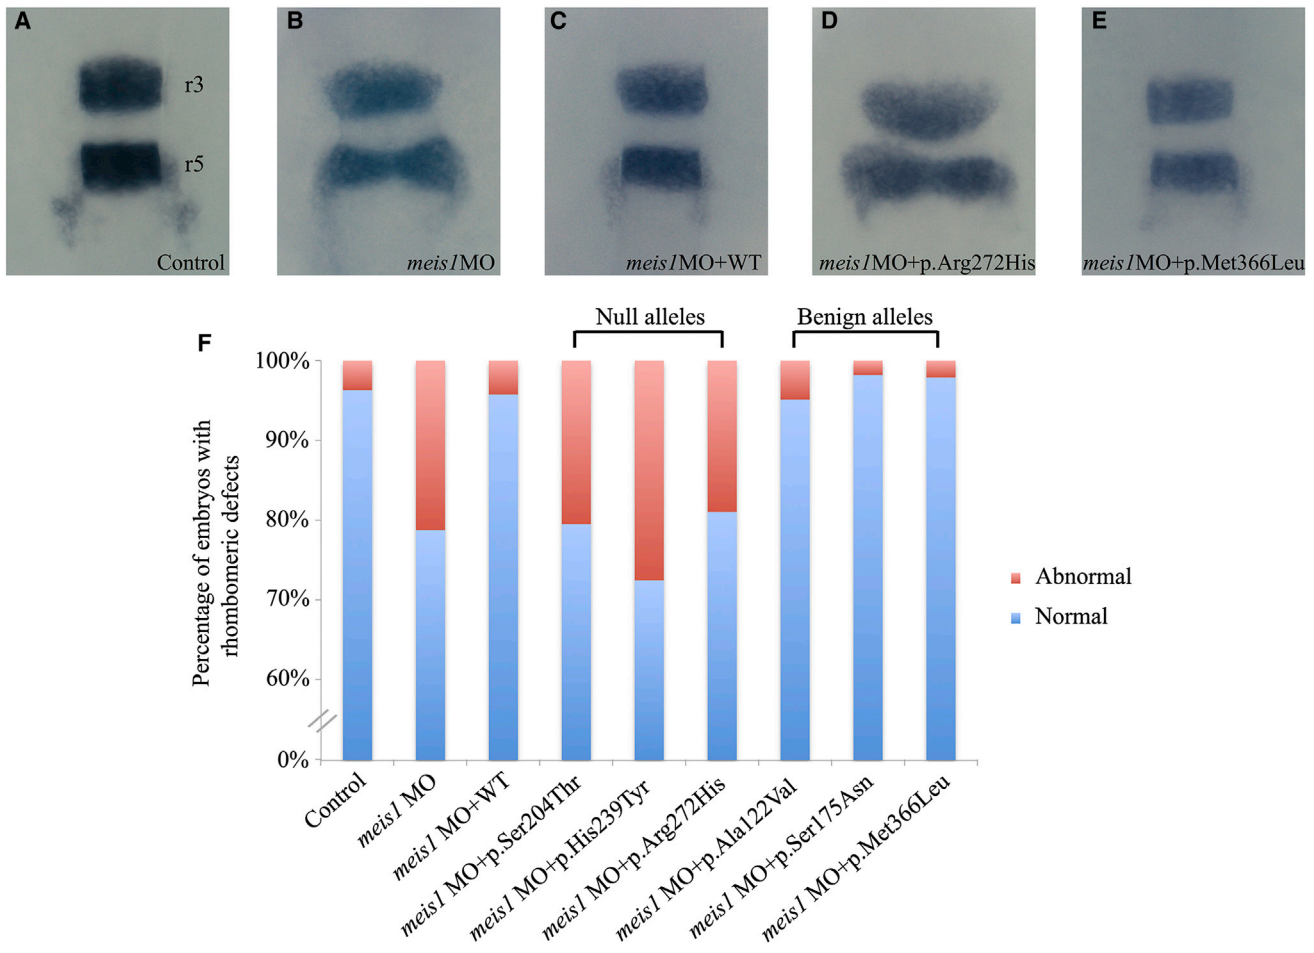 A
r3
r5
Control
B
meis1MO
C
meis1MO+WT
D
meis1MO+p.Arg272His
E
meis1MO+p.Met366Leu
F
Null alleles
Benign alleles
Percentage of embryos with
rhombomeric defects
100%
90%
80%
70%
60%
0%
Abnormal
Normal
Control
meis1 MO
meis1 MO+WT
meis1 MO+p.Ser204Thr
meis1 MO+p.His239Tyr
meis1 MO+p.Arg272His
meis1 MO+p.Ala122Val
meis1 MO+p.Ser175Asn
meis1 MO+p.Met366Leu